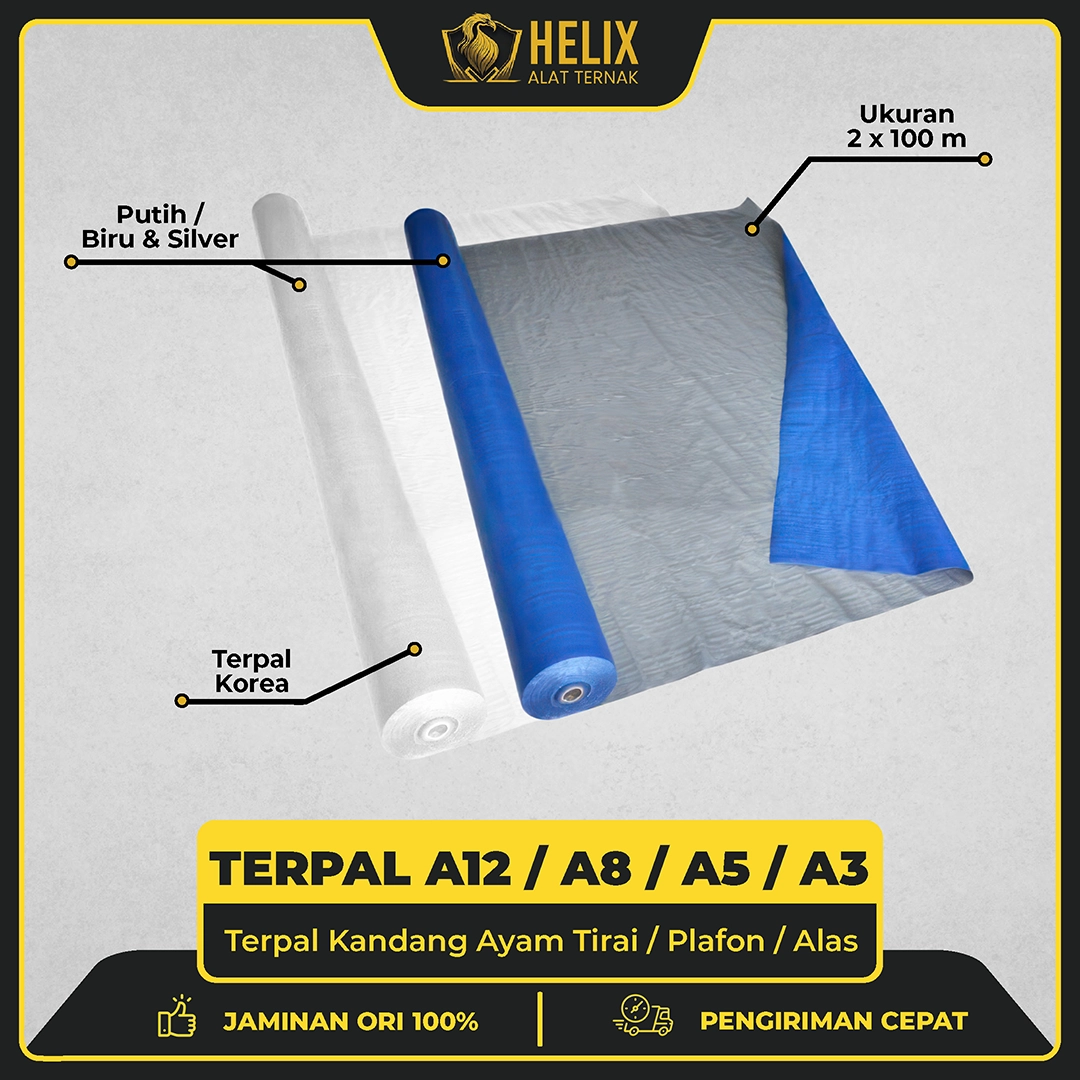 HELIX
ALAT TERNAK
Ukuran
2 x 100 m
Putih /
Biru & Silver
Terpal
Korea
TERPAL A12 / A8 / A5 / A3
Terpal Kandang Ayam Tirai / Plafon / Alas
JAMINAN ORI 100%
PENGIRIMAN CEPAT